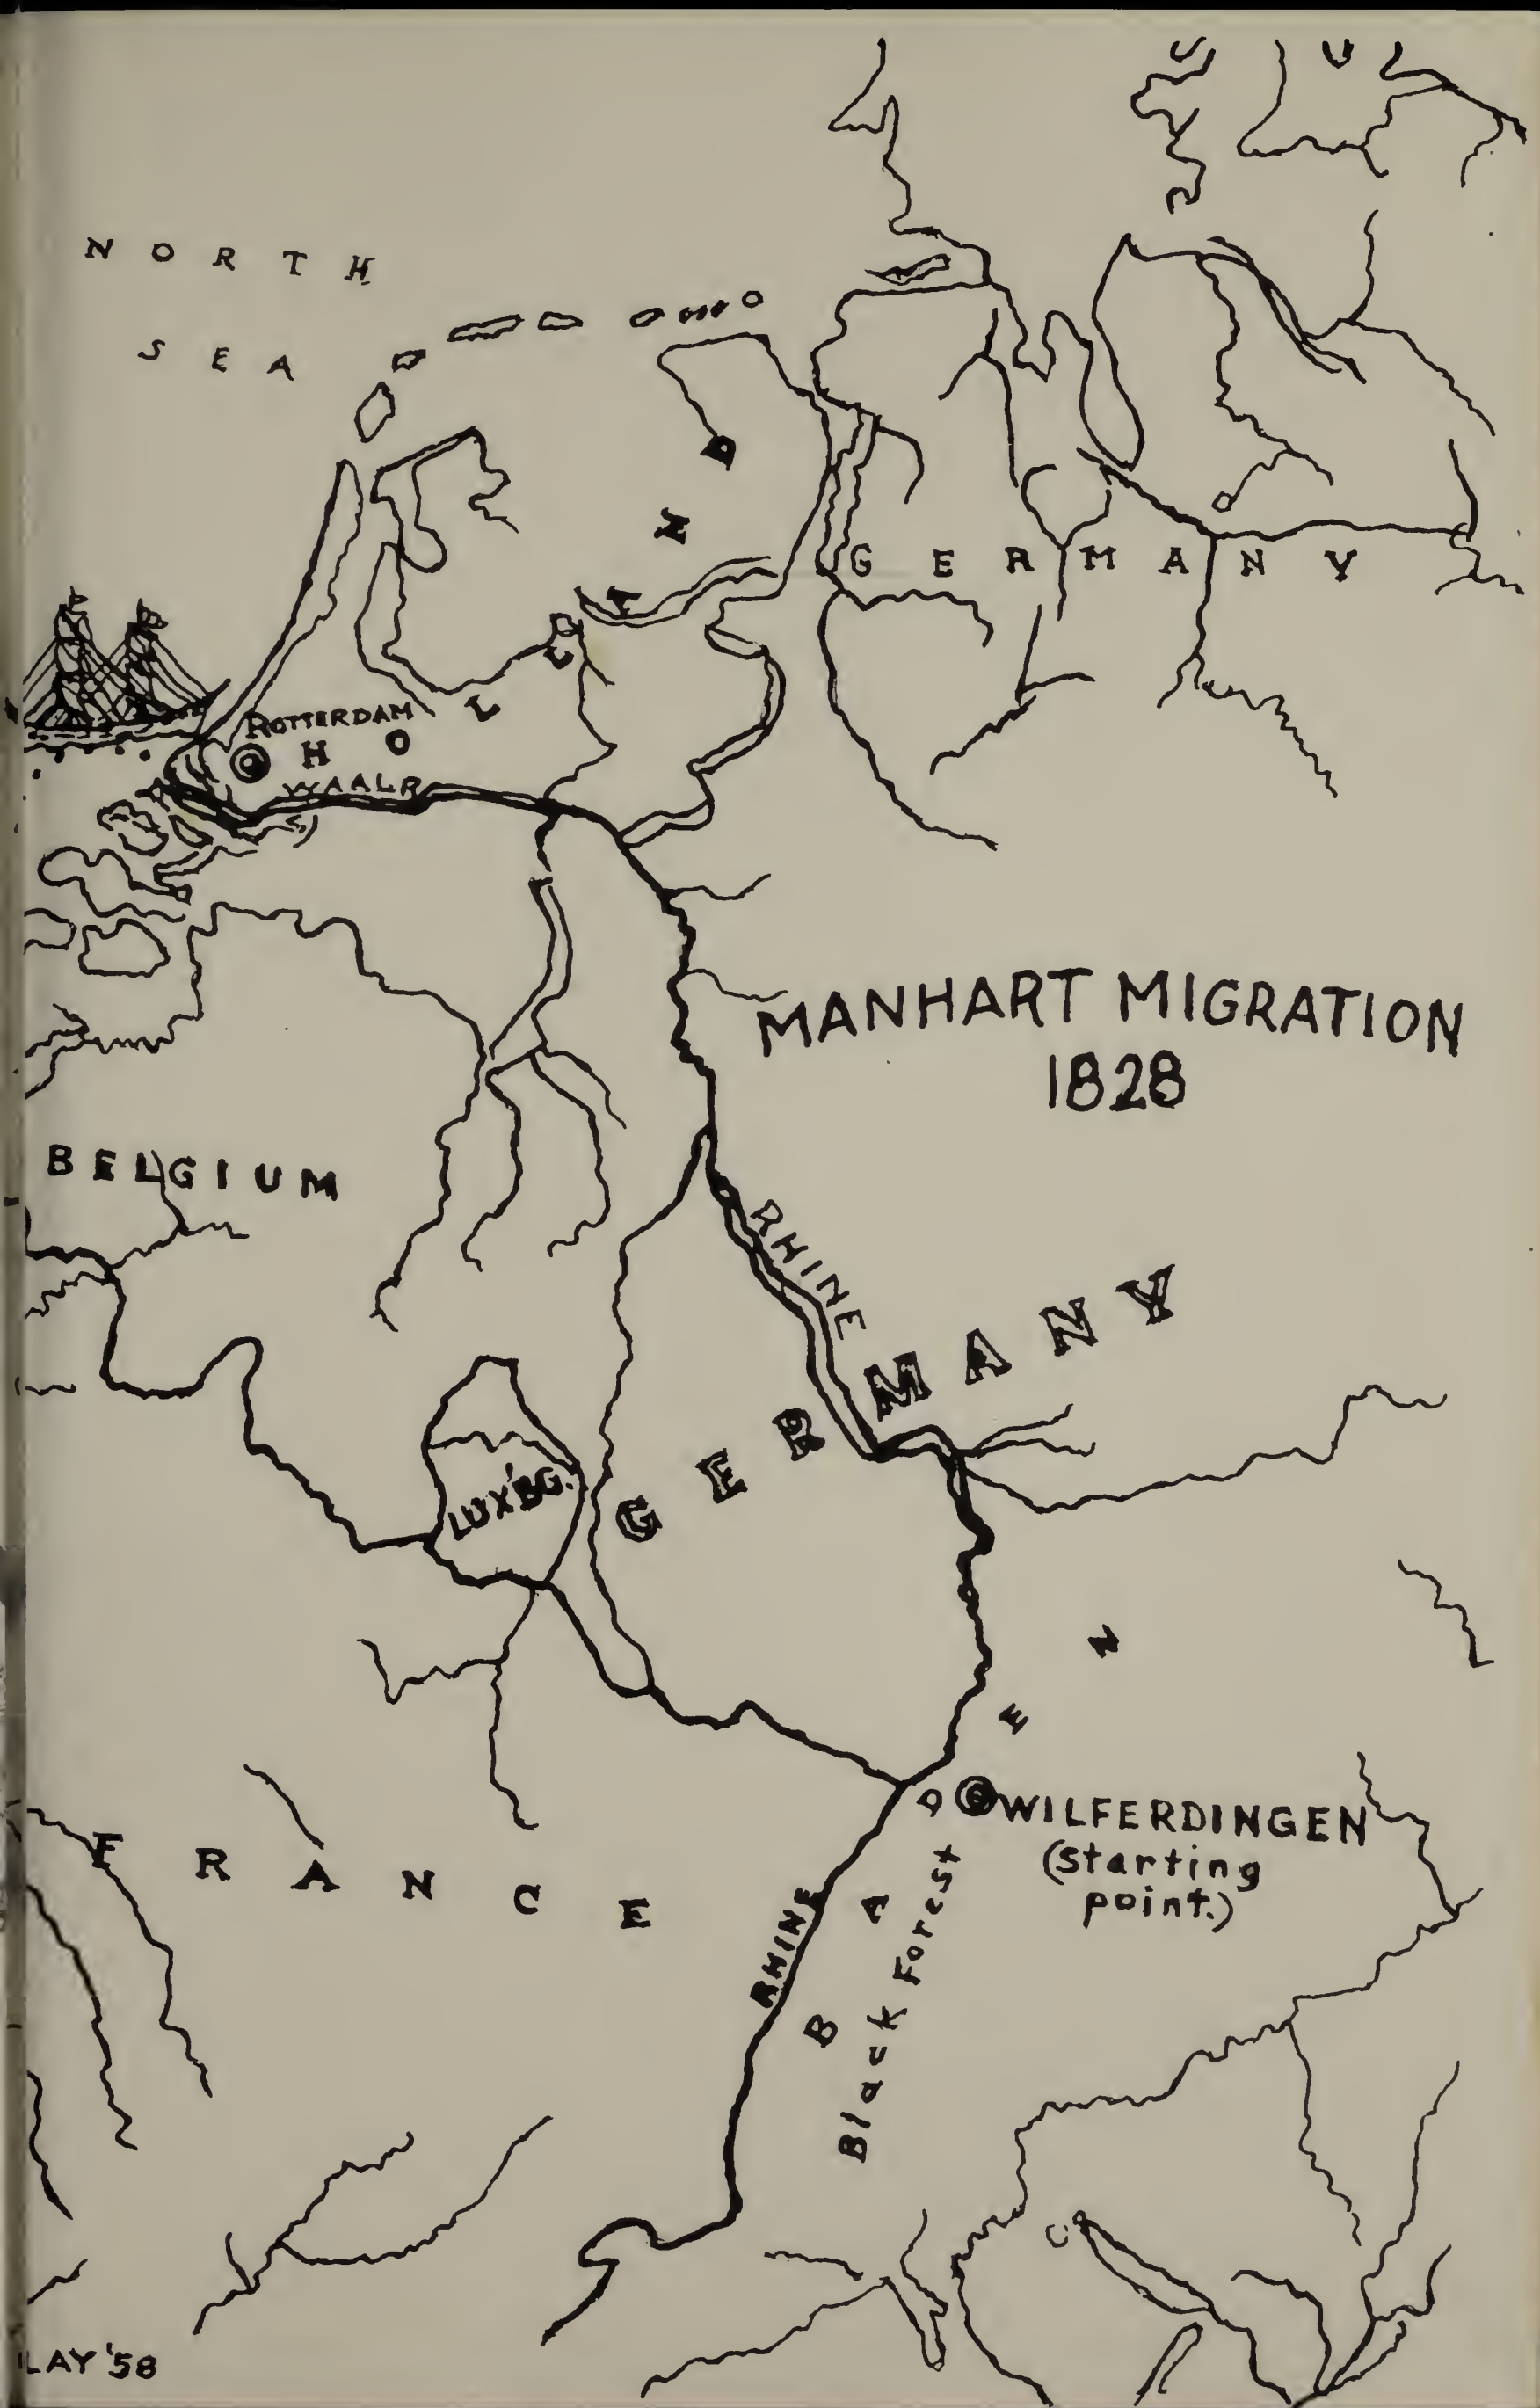 NORTH
SEA
HOLLAND
GERMANY
ROTTERDAM
WAAL R
MANHART MIGRATION
1828
BELGIUM
RHINE
GERMANY
LUX'BG.
BADEN
WILFERDINGEN
(starting
point.)
FRANCE
RHINE
Black Forest
LAY '58